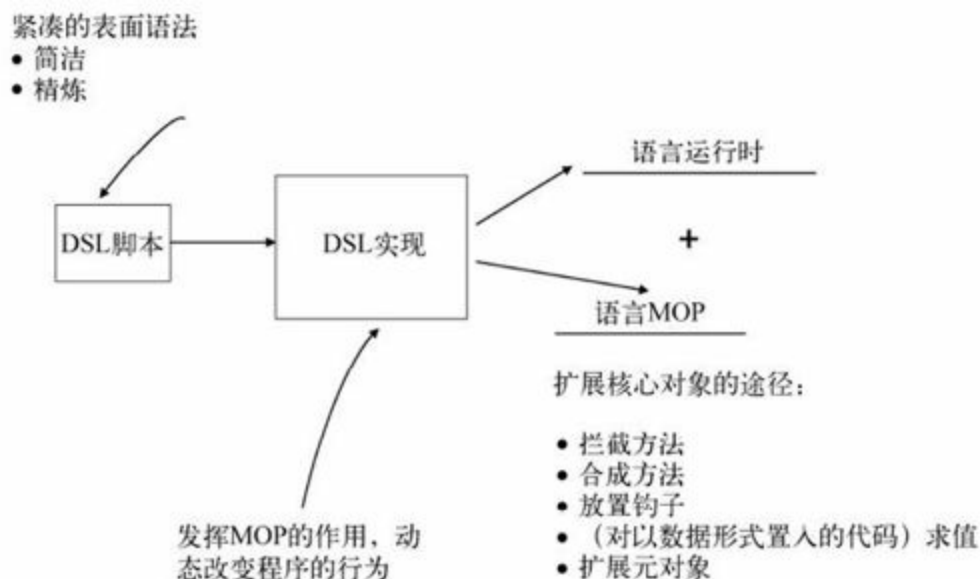 紧凑的表面语法
• 简洁
• 精炼
DSL脚本
DSL实现
语言运行时
+
语言MOP
扩展核心对象的途径：
• 拦截方法
• 合成方法
• 放置钩子
• （对以数据形式置入的代码）求值
• 扩展元对象
发挥MOP的作用，动
态改变程序的行为